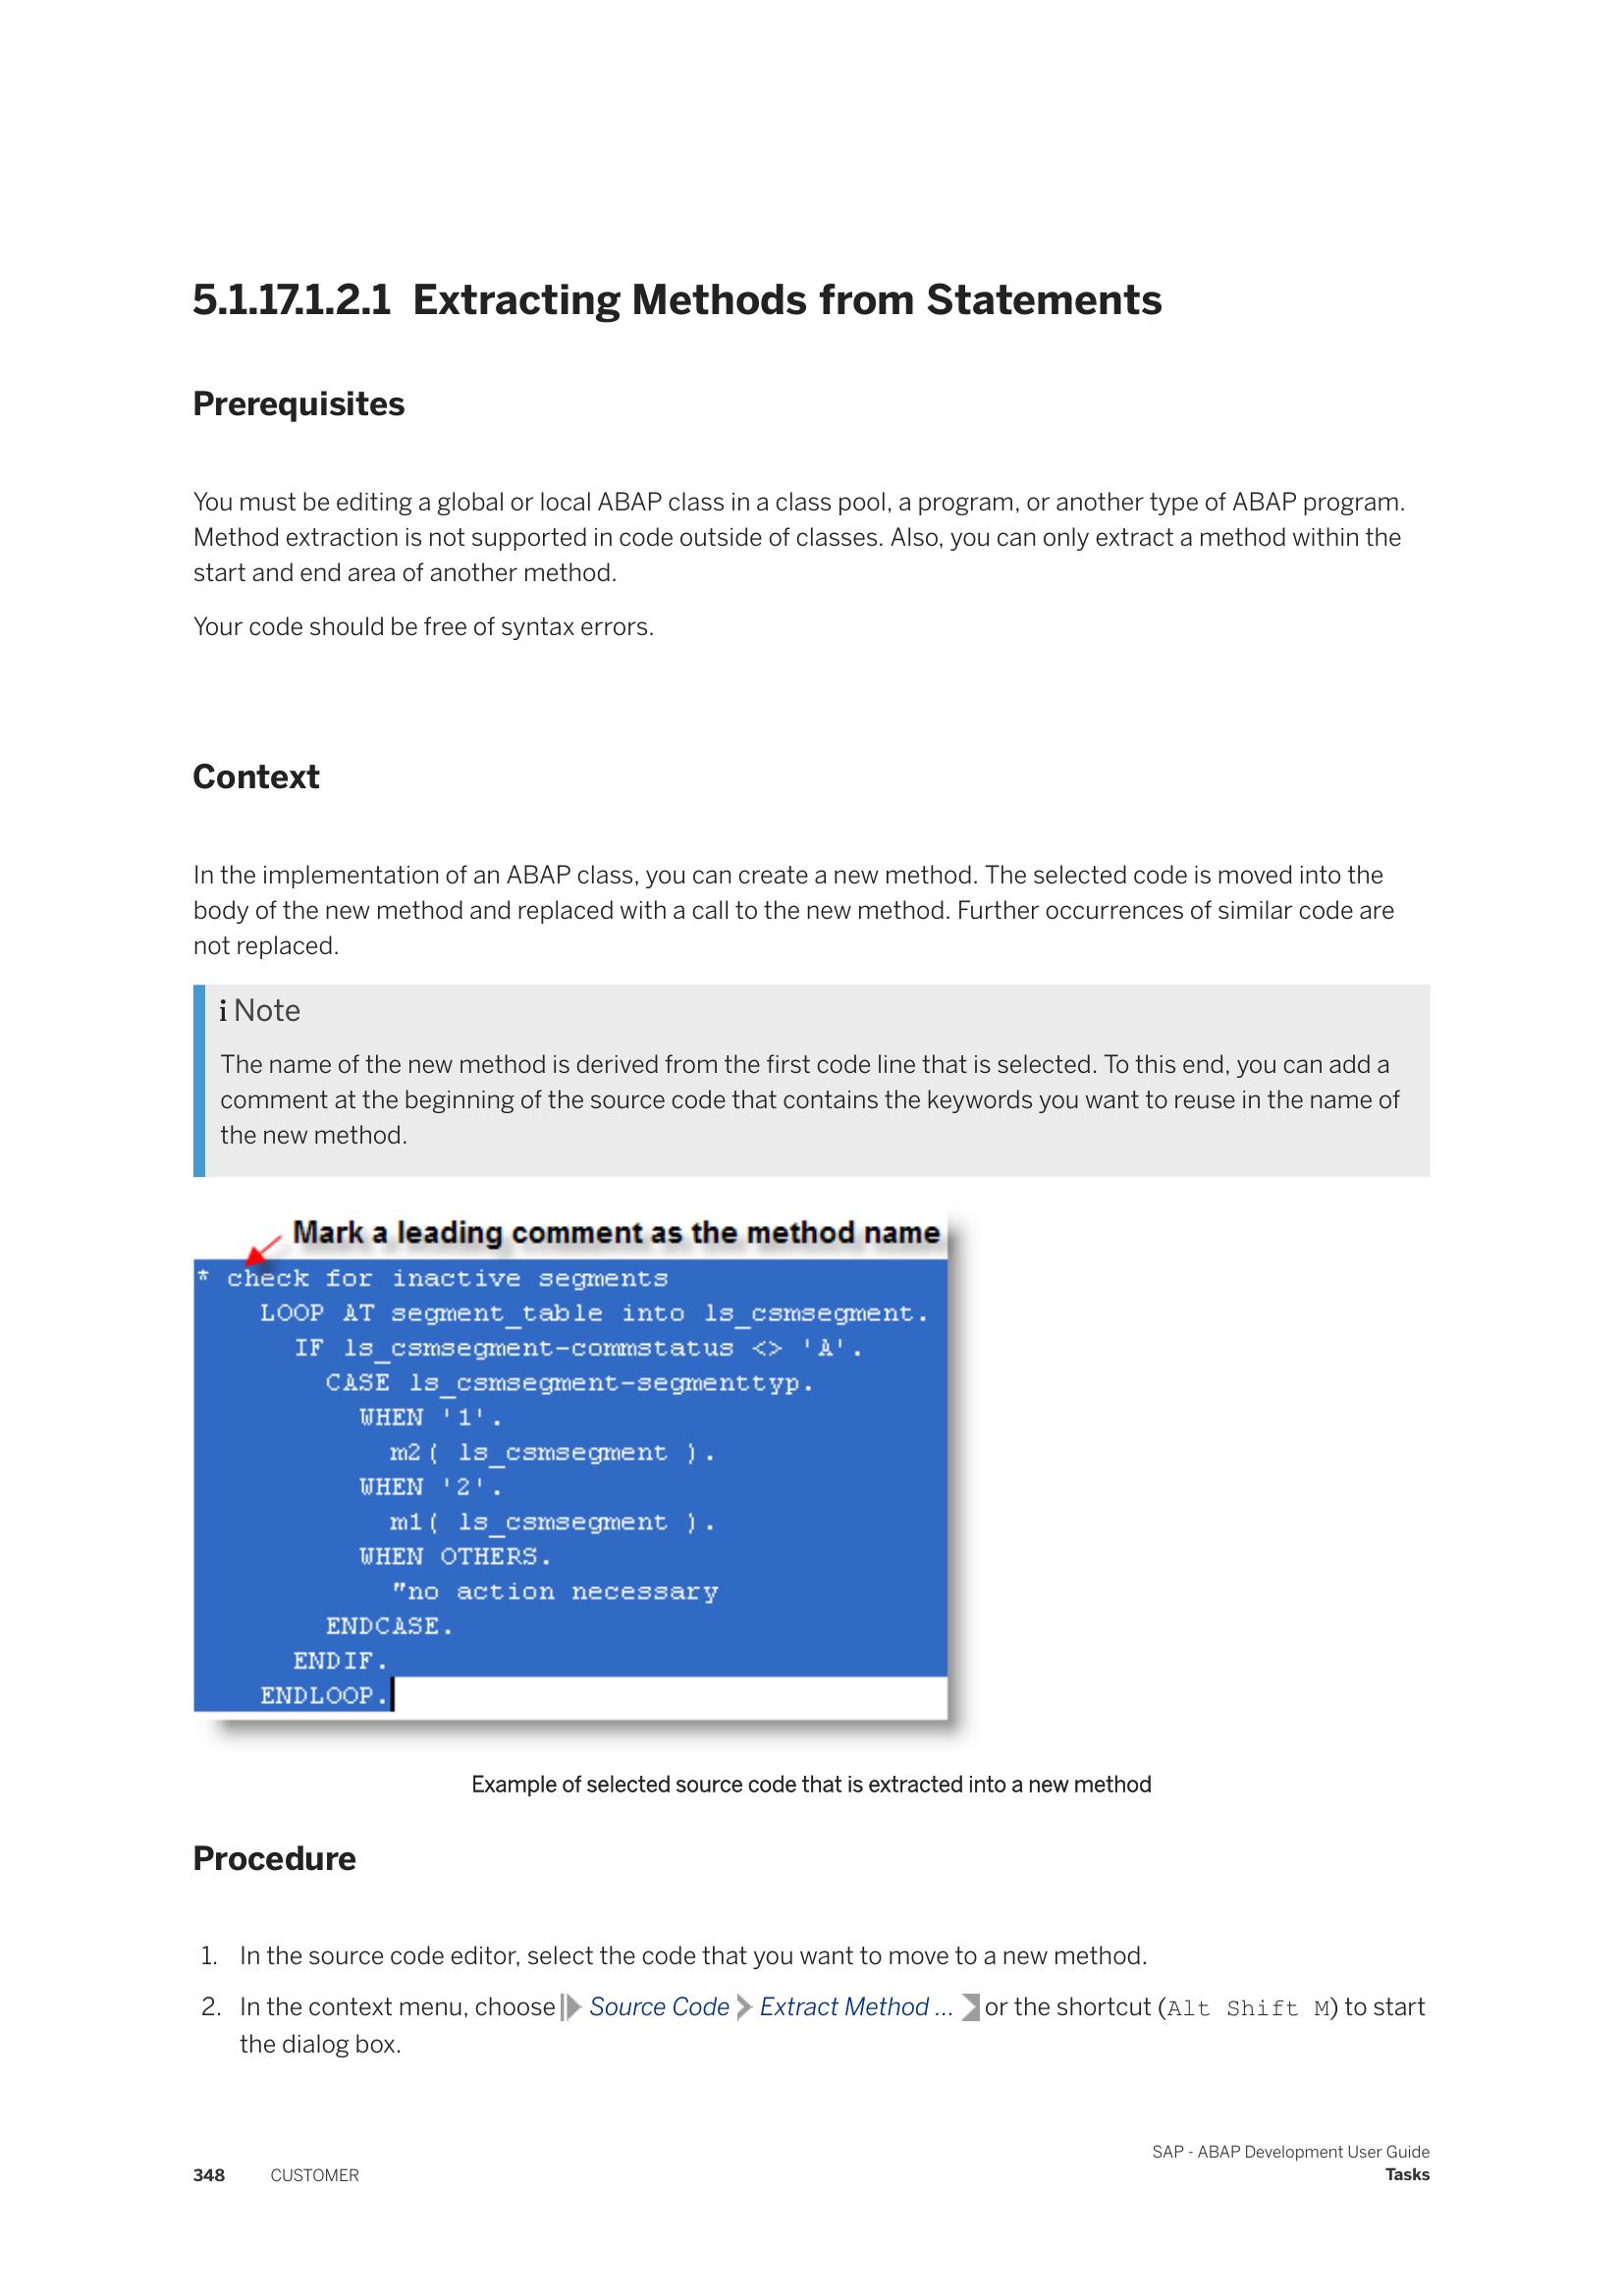 5.1.17.1.2.1 Extracting Methods from Statements
Prerequisites
You must be editing a global or local ABAP class in a class pool, a program, or another type of ABAP program.
Method extraction is not supported in code outside of classes. Also, you can only extract a method within the
start and end area of another method.
Your code should be free of syntax errors.
Context
In the implementation of an ABAP class, you can create a new method. The selected code is moved into the
body of the new method and replaced with a call to the new method. Further occurrences of similar code are
not replaced.
i Note
The name of the new method is derived from the first code line that is selected. To this end, you can add a
comment at the beginning of the source code that contains the keywords you want to reuse in the name of
the new method.
Mark a leading comment as the method name
* check for inactive segments
LOOP AT segment_table into ls_csmsegment.
IF ls_csmsegment-commstatus <> 'A'.
CASE ls_csmsegment-segmenttyp.
WHEN '1'.
m2( ls_csmsegment ).
WHEN '2'.
m1( ls_csmsegment ).
WHEN OTHERS.
"no action necessary
ENDCASE.
ENDIF.
ENDLOOP.
Example of selected source code that is extracted into a new method
Procedure
1. In the source code editor, select the code that you want to move to a new method.
2. In the context menu, choose Source Code Extract Method ... or the shortcut (Alt Shift M) to start
the dialog box.
SAP - ABAP Development User Guide
348 CUSTOMER Tasks